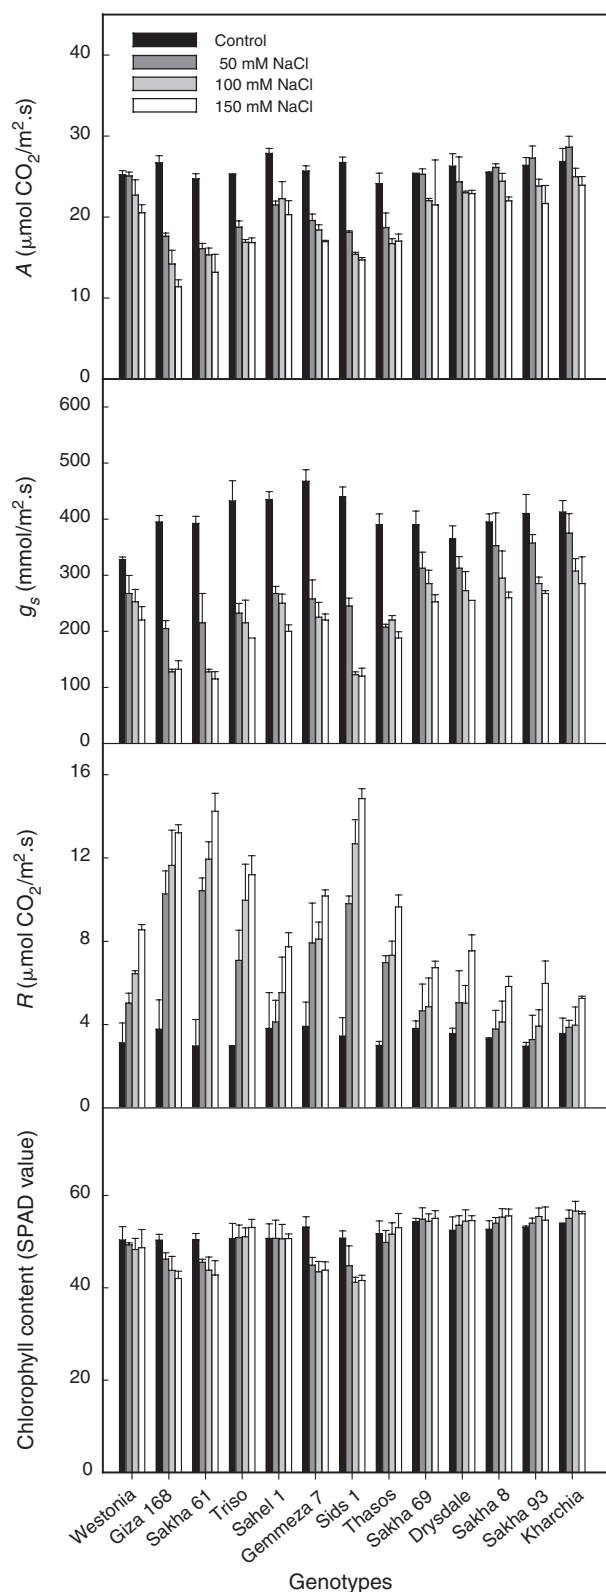 Control
50 mM NaCl
100 mM NaCl
150 mM NaCl
A (μmol CO₂/m².s)
40
30
20
10
0
gₛ (mmol/m².s)
600
500
400
300
200
100
0
R (μmol CO₂/m².s)
16
12
8
4
0
Chlorophyll content (SPAD value)
60
40
20
0
Westonia
Giza 168
Sakha 61
Triso
Sahel 1
Gemmeza 7
Sids 1
Thasos
Sakha 69
Drysdale
Sakha 8
Sakha 93
Kharchia
Genotypes